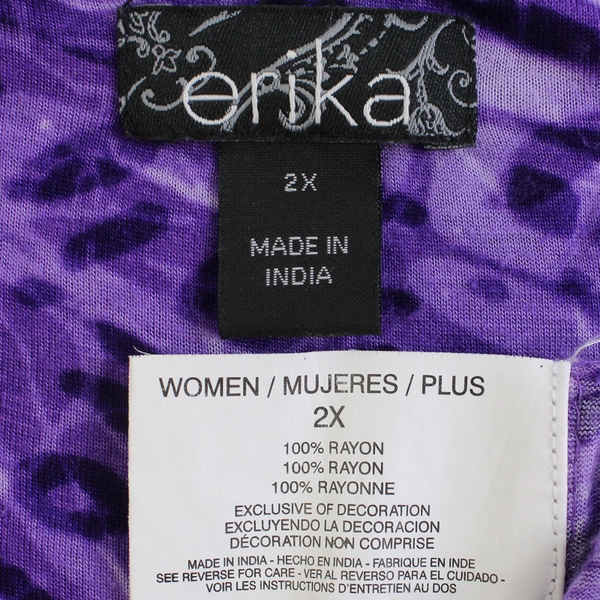 erika
2X
MADE IN
INDIA
WOMEN / MUJERES / PLUS
2X
100% RAYON
100% RAYON
100% RAYONNE
EXCLUSIVE OF DECORATION
EXCLUYENDO LA DECORACION
DÉCORATION NON COMPRISE
MADE IN INDIA - HECHO EN INDIA - FABRIQUE EN INDE
SEE REVERSE FOR CARE - VER AL REVERSO PARA EL CUIDADO -
VOIR LES INSTRUCTIONS D'ENTRETIEN AU DOS